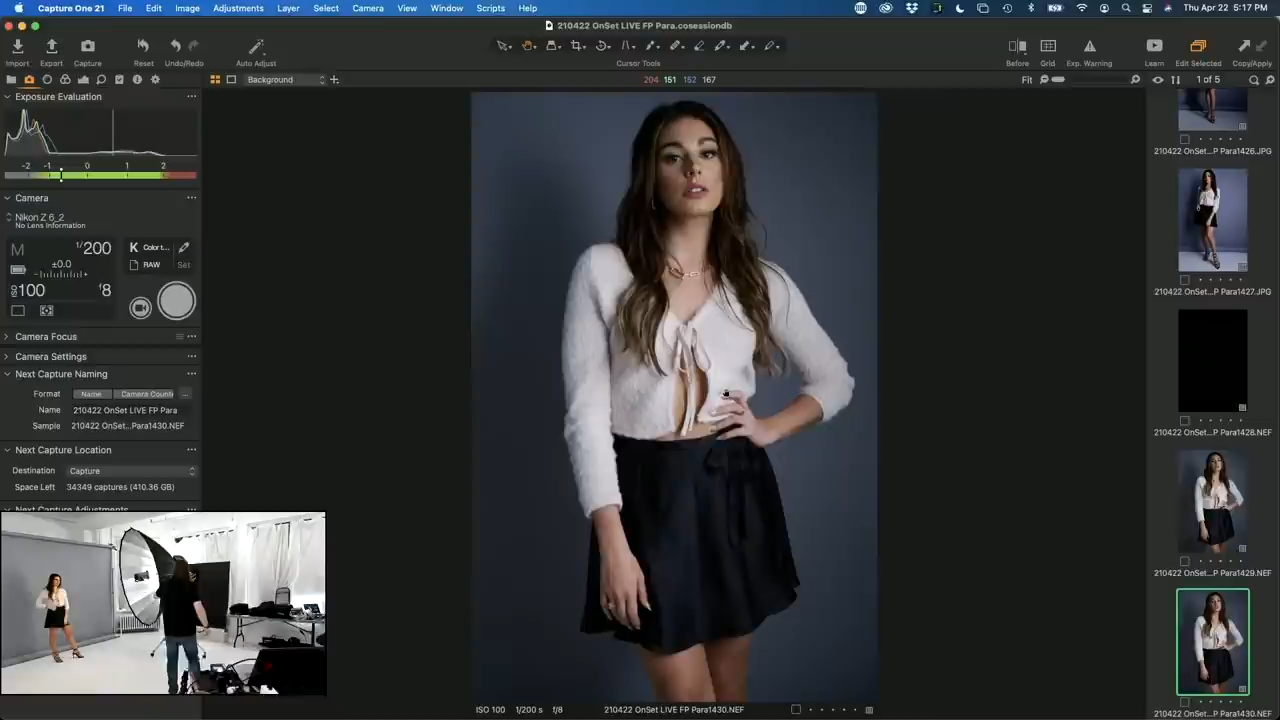 Capture One 21 File Edit Image Adjustments Layer Select Camera View Window Scripts Help Thu Apr 22 5:17 PM
210422 OnSet LIVE FP Para.cosessiondb
Import Export Capture Reset Undo/Redo Auto Adjust Cursor Tools Before Grid Exp. Warning Learn Edit Selected Copy/Apply
Background 204 151 152 167 Fit 1 of 5
Exposure Evaluation
-2 -1 0 1 2
Camera
Nikon Z 6_2
No Lens Information
M 1/200 K Color t...
±0.0 RAW Set
100 f8
Camera Focus
Camera Settings
Next Capture Naming
Format Name Camera Count
Name 210422 OnSet LIVE FP Para
Sample 210422 OnSet...Para1430.NEF
Next Capture Location
Destination Capture
Space Left 34349 captures (410.36 GB)
Next Capture Adjustments
210422 OnSet...P Para1426.JPG
210422 OnSet...P Para1427.JPG
210422 OnSet...P Para1428.NEF
210422 OnSet...P Para1429.NEF
210422 OnSet...P Para1430.NEF
ISO 100 1/200 s f/8 210422 OnSet LIVE FP Para1430.NEF